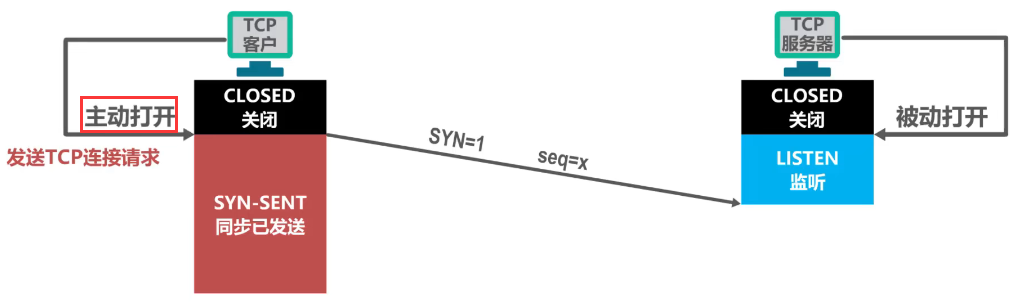 TCP
客户
TCP
服务器
CLOSED
关闭
CLOSED
关闭
主动打开
被动打开
发送TCP连接请求
SYN=1
seq=x
LISTEN
监听
SYN-SENT
同步已发送